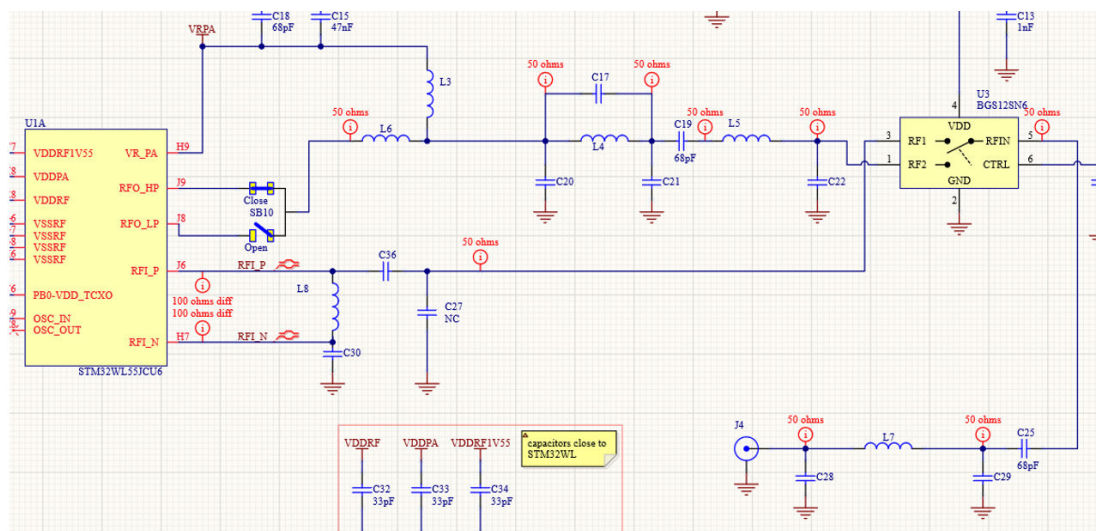 C18
68pF
C15
47nF
C13
1nF
VRPA
L3
50 ohms
50 ohms
C17
50 ohms
L6
C19
68pF
50 ohms
L5
50 ohms
L4
C20
C21
C22
U3
BGS12SN6
50 ohms
4
VDD
3
RF1
RFIN
5
1
RF2
CTRL
6
GND
2
U1A
VDDRF1V55
VR_PA
H9
VDDPA
RFO_HP
J9
VDDRF
Close
SB10
VSSRF
RFO_LP
J8
VSSRF
Open
VSSRF
VSSRF
RFI_P
J6
RFI_P
C36
50 ohms
PB0-VDD_TCXO
100 ohms diff
100 ohms diff
L8
C27
NC
OSC_IN
OSC_OUT
RFI_N
H7
RFI_N
C30
STM32WL55JCU6
VDDRF
VDDPA
VDDRF1V55
capacitors close to
STM32WL
C32
33pF
C33
33pF
C34
33pF
J4
50 ohms
L7
50 ohms
C25
68pF
C28
C29